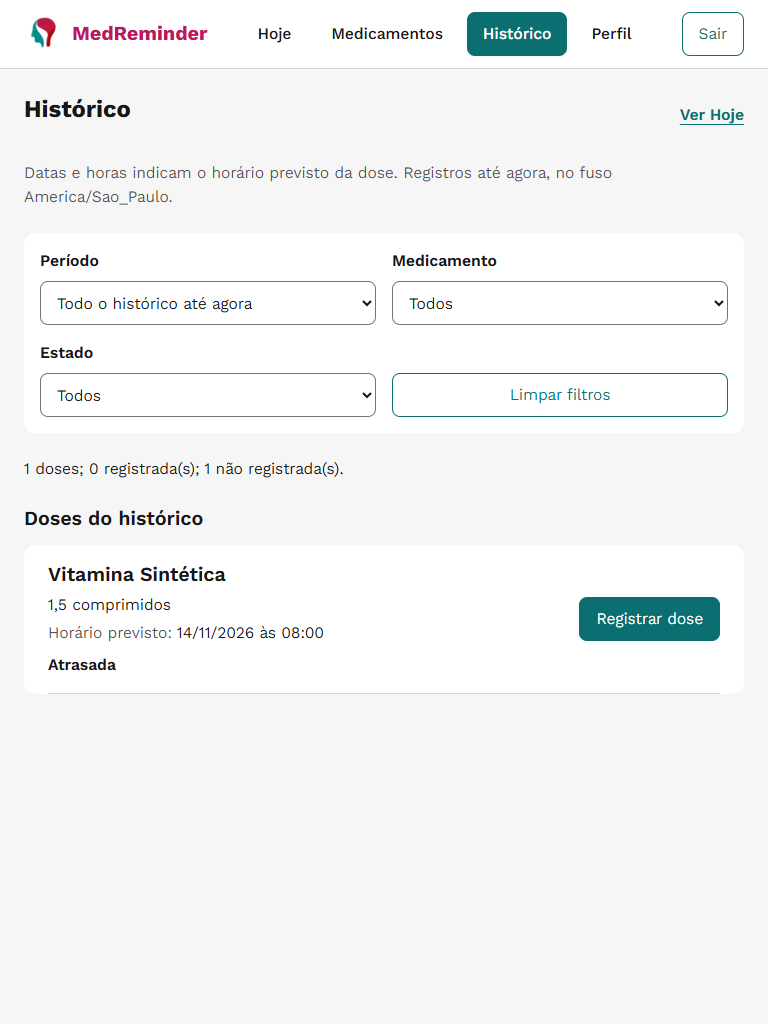 MedReminder
Hoje
Medicamentos
Histórico
Perfil
Sair
Histórico
Ver Hoje
Datas e horas indicam o horário previsto da dose. Registros até agora, no fuso
America/Sao_Paulo.
Período
Medicamento
Todo o histórico até agora
Todos
Estado
Todos
Limpar filtros
1 doses; 0 registrada(s); 1 não registrada(s).
Doses do histórico
Vitamina Sintética
1,5 comprimidos
Horário previsto: 14/11/2026 às 08:00
Atrasada
Registrar dose